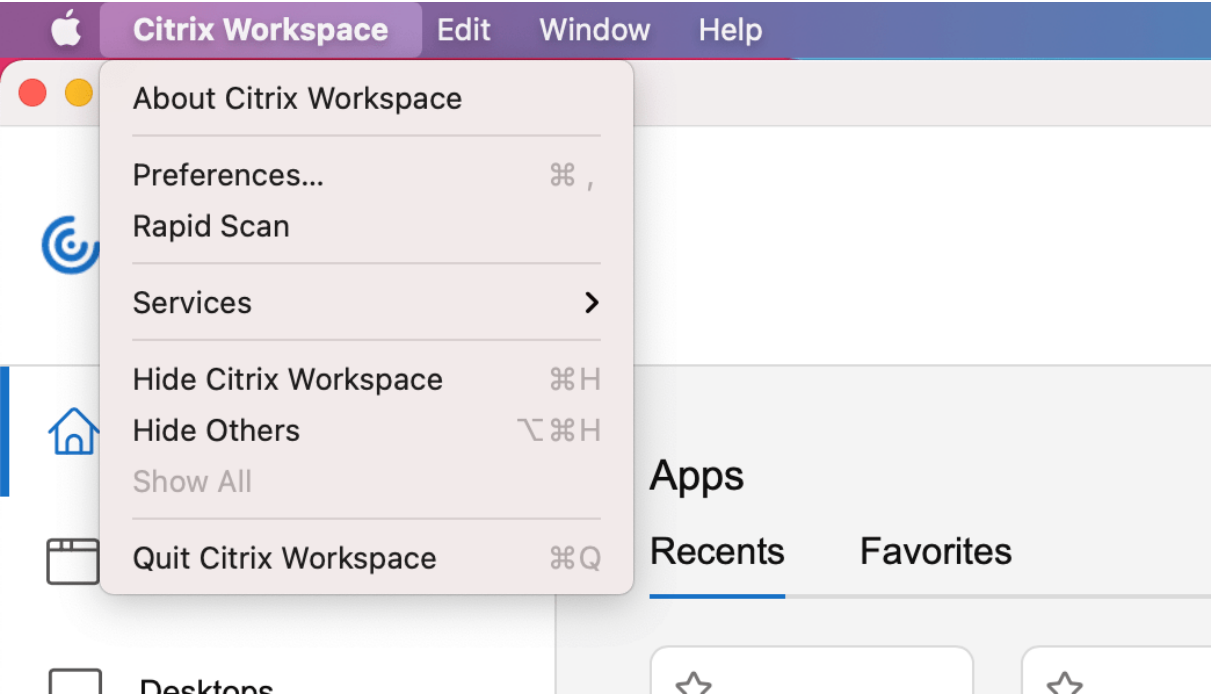 Citrix Workspace Edit Window Help
About Citrix Workspace
Preferences... ⌘ ,
Rapid Scan
Services
Hide Citrix Workspace ⌘H
Hide Others ⌥⌘H
Show All
Quit Citrix Workspace ⌘Q
Apps
Recents Favorites
Desktops